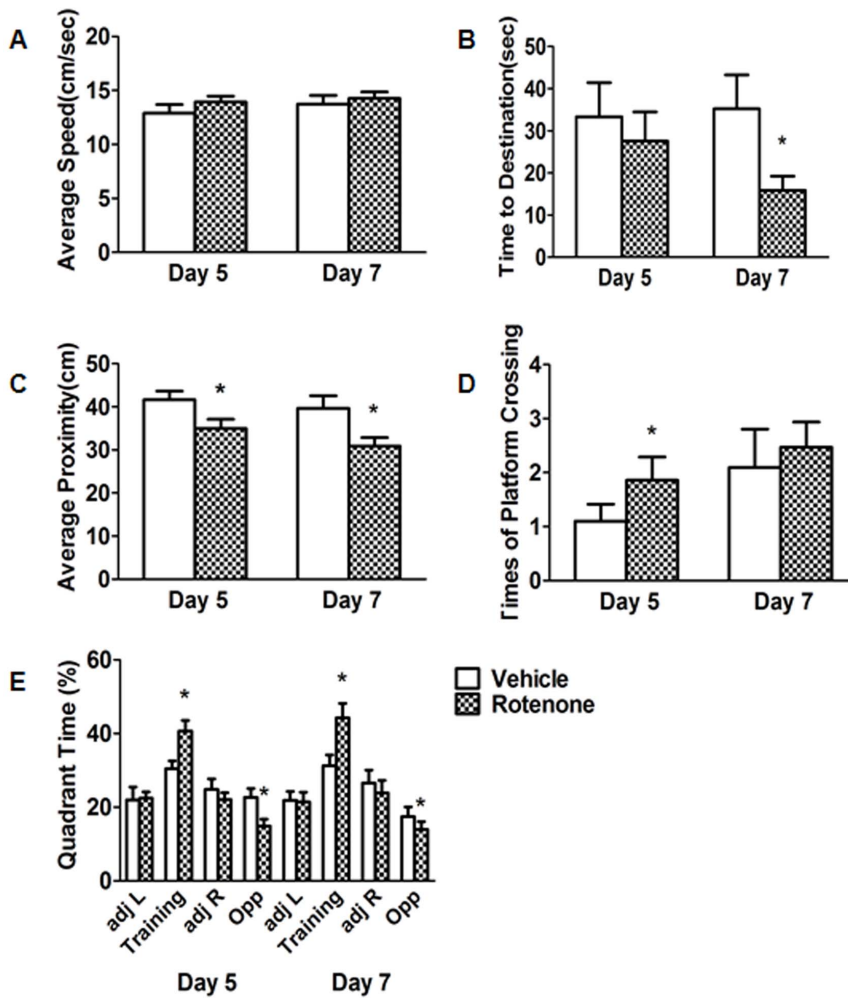 A
Average Speed(cm/sec)
20
15
10
5
0
Day 5
Day 7
B
Time to Destination(sec)
50
40
30
20
10
0
*
Day 5
Day 7
C
Average Proximity(cm)
50
40
30
20
10
0
*
*
Day 5
Day 7
D
Times of Platform Crossing
4
3
2
1
0
*
Day 5
Day 7
E
Quadrant Time (%)
60
40
20
0
*
*
*
*
adj L
Training
adj R
Opp
adj L
Training
adj R
Opp
Day 5
Day 7
Vehicle
Rotenone